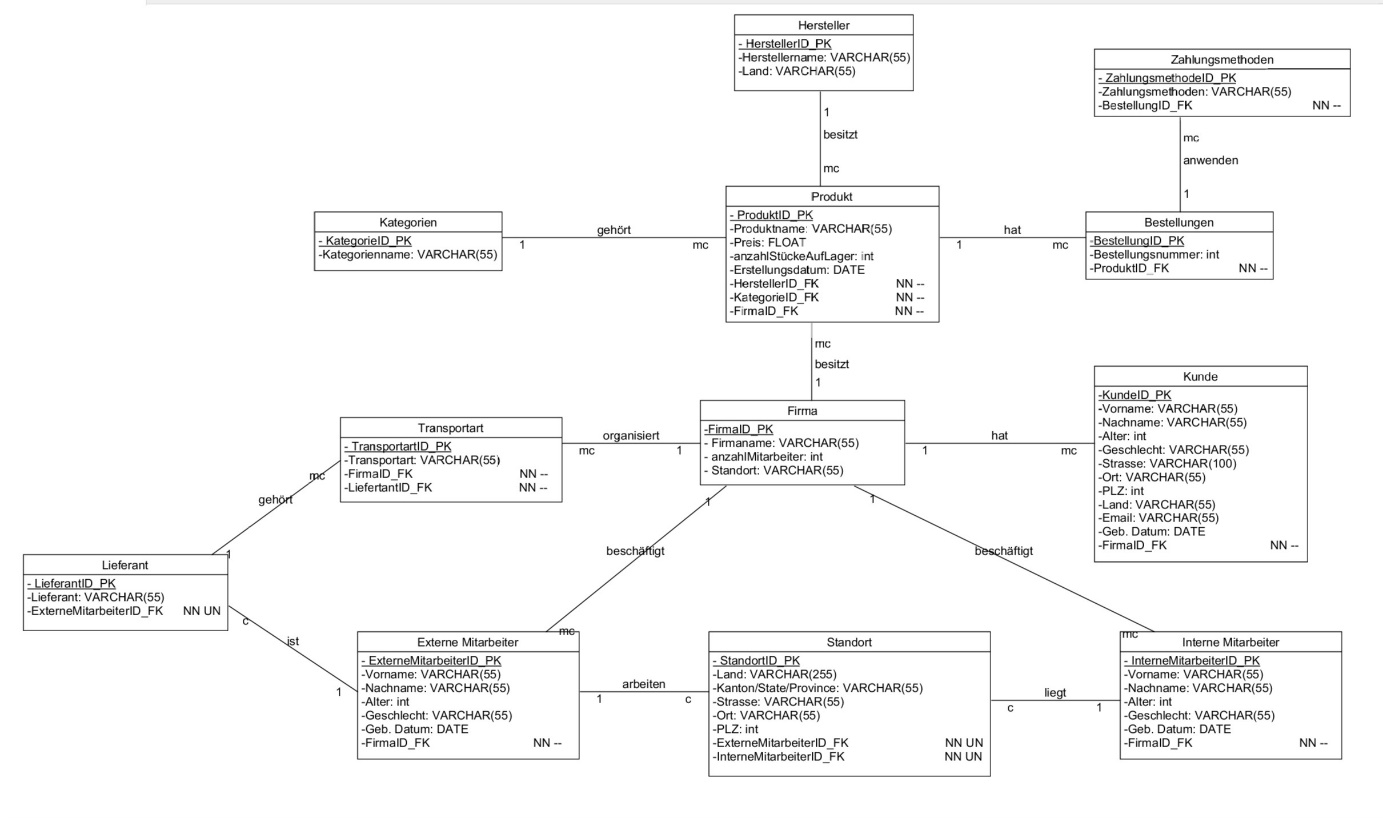 Hersteller
- HerstellerID_PK
-Herstellername: VARCHAR(55)
-Land: VARCHAR(55)
Zahlungsmethoden
- ZahlungsmethodeID_PK
-Zahlungsmethoden: VARCHAR(55)
-BestellungID_FK NN --
1
besitzt
mc
mc
anwenden
1
Kategorien
- KategorieID_PK
-Kategorienname: VARCHAR(55)
1
gehört
mc
Produkt
- ProduktID_PK
-Produktname: VARCHAR(55)
-Preis: FLOAT
-anzahlStückeAufLager: int
-Erstellungsdatum: DATE
-HerstellerID_FK NN --
-KategorieID_FK NN --
-FirmaID_FK NN --
1
hat
mc
Bestellungen
-BestellungID_PK
-Bestellungsnummer: int
-ProduktID_FK NN --
mc
besitzt
1
Transportart
- TransportartID_PK
-Transportart: VARCHAR(55)
-FirmaID_FK NN --
-LiefertantID_FK NN --
organisiert
mc
1
Firma
-FirmaID_PK
- Firmaname: VARCHAR(55)
- anzahlMitarbeiter: int
- Standort: VARCHAR(55)
hat
1
mc
Kunde
-KundeID_PK
-Vorname: VARCHAR(55)
-Nachname: VARCHAR(55)
-Alter: int
-Geschlecht: VARCHAR(55)
-Strasse: VARCHAR(100)
-Ort: VARCHAR(55)
-PLZ: int
-Land: VARCHAR(55)
-Email: VARCHAR(55)
-Geb. Datum: DATE
-FirmaID_FK NN --
mc
gehört
1
1
beschäftigt
mc
1
beschäftigt
mc
Lieferant
- LieferantID_PK
-Lieferant: VARCHAR(55)
-ExterneMitarbeiterID_FK NN UN
c
ist
1
Externe Mitarbeiter
- ExterneMitarbeiterID_PK
-Vorname: VARCHAR(55)
-Nachname: VARCHAR(55)
-Alter: int
-Geschlecht: VARCHAR(55)
-Geb. Datum: DATE
-FirmaID_FK NN --
arbeiten
1
c
Standort
- StandortID_PK
-Land: VARCHAR(255)
-Kanton/State/Province: VARCHAR(55)
-Strasse: VARCHAR(55)
-Ort: VARCHAR(55)
-PLZ: int
-ExterneMitarbeiterID_FK NN UN
-InterneMitarbeiterID_FK NN UN
liegt
c
1
Interne Mitarbeiter
- InterneMitarbeiterID_PK
-Vorname: VARCHAR(55)
-Nachname: VARCHAR(55)
-Alter: int
-Geschlecht: VARCHAR(55)
-Geb. Datum: DATE
-FirmaID_FK NN --